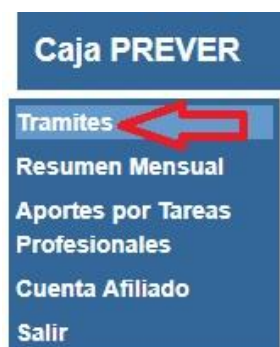 Caja PREVER
Tramites
Resumen Mensual
Aportes por Tareas
Profesionales
Cuenta Afiliado
Salir